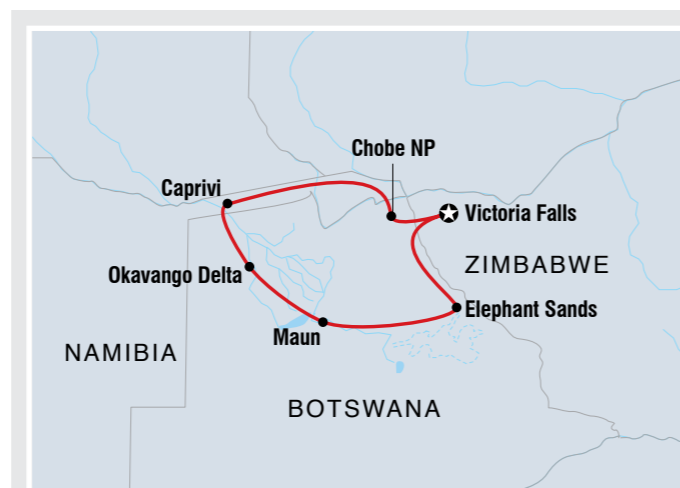 Chobe NP
Caprivi
Victoria Falls
ZIMBABWE
Okavango Delta
Elephant Sands
Maun
NAMIBIA
BOTSWANA